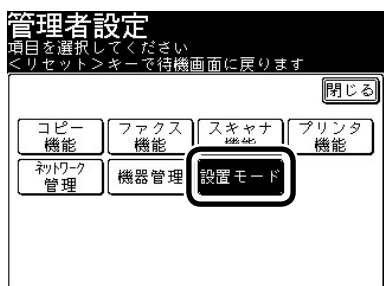 管理者設定
項目を選択してください
<リセット>キーで待機画面に戻ります
閉じる
コピー機能
ファクス機能
スキャナ機能
プリンタ機能
ネットワーク管理
機器管理
設置モード